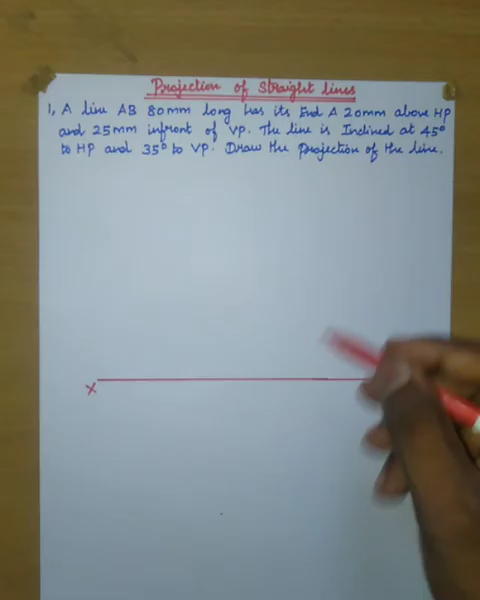 Projection of Straight lines
1, A line AB 80mm long has its End A 20mm above HP
and 25mm infront of VP. The line is Inclined at 45°
to HP and 35° to VP. Draw the Projection of the line.
X